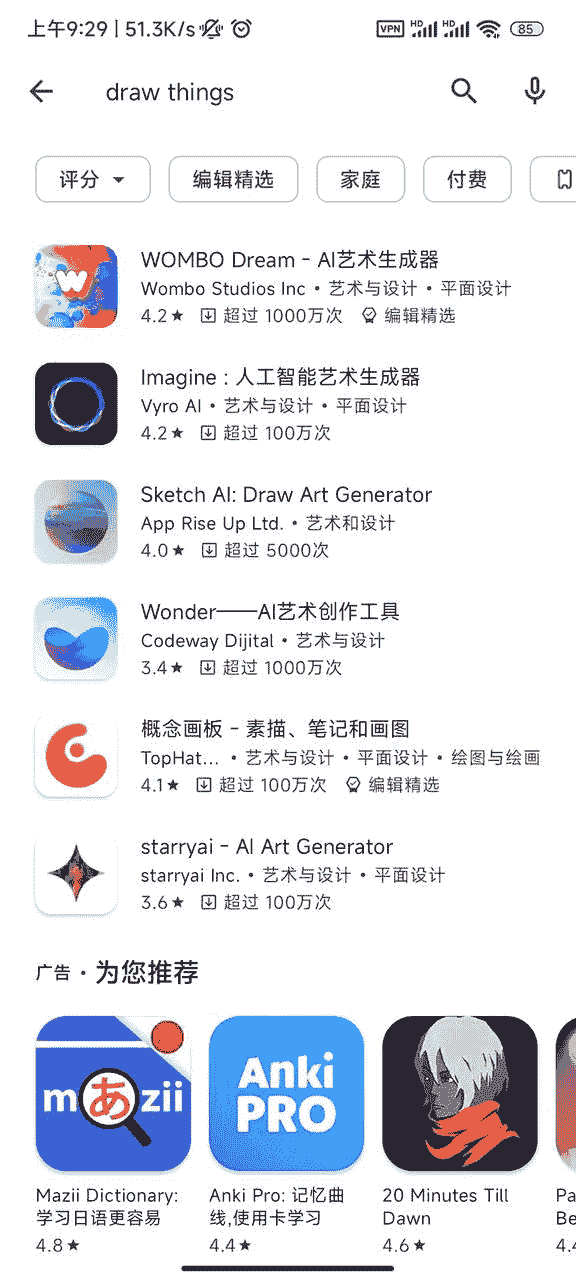 上午9:29 | 51.3K/s
VPN HD HD 85
draw things
评分 编辑精选 家庭 付费
WOMBO Dream - AI艺术生成器
Wombo Studios Inc • 艺术与设计 • 平面设计
4.2★ 超过 1000万次 编辑精选
Imagine : 人工智能艺术生成器
Vyro AI • 艺术与设计 • 平面设计
4.2★ 超过 100万次
Sketch AI: Draw Art Generator
App Rise Up Ltd. • 艺术和设计
4.0★ 超过 5000次
Wonder——AI艺术创作工具
Codeway Dijital • 艺术与设计
3.4★ 超过 1000万次
概念画板 - 素描、笔记和画图
TopHat... • 艺术与设计 • 平面设计 • 绘图与绘画
4.1★ 超过 100万次 编辑精选
starryai - AI Art Generator
starryai Inc. • 艺术与设计 • 平面设计
3.6★ 超过 100万次
广告 · 为您推荐
mあzii
Anki
PRO
Mazii Dictionary:
学习日语更容易
4.8★
Anki Pro: 记忆曲
线,使用卡学习
4.4★
20 Minutes Till
Dawn
4.6★
Pa
Be
4.4